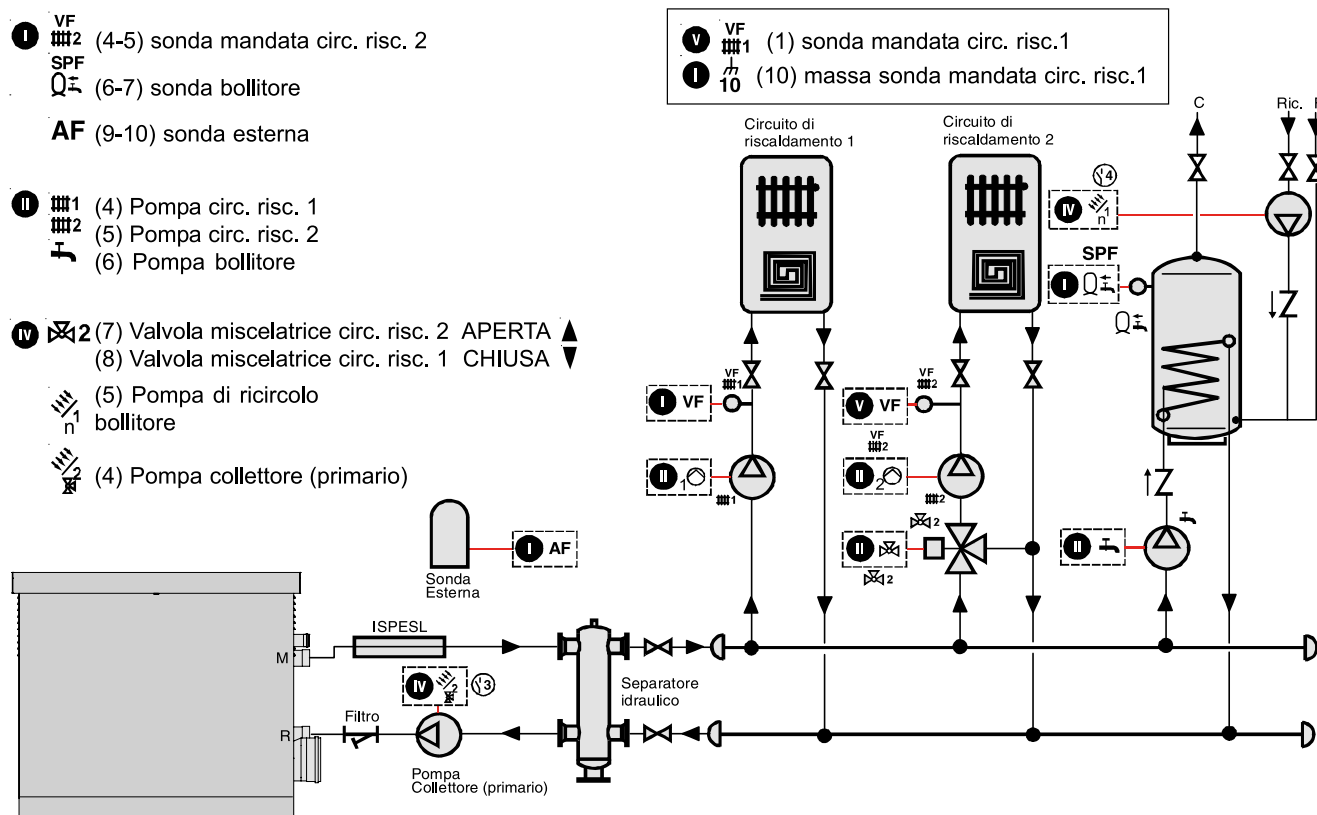 I VF 2 (4-5) sonda mandata circ. risc. 2
SPF (6-7) sonda bollitore
AF (9-10) sonda esterna
II 1 (4) Pompa circ. risc. 1
2 (5) Pompa circ. risc. 2
(6) Pompa bollitore
IV 2 (7) Valvola miscelatrice circ. risc. 2 APERTA
(8) Valvola miscelatrice circ. risc. 1 CHIUSA
n 1 (5) Pompa di ricircolo
bollitore
2 (4) Pompa collettore (primario)
V VF 1 (1) sonda mandata circ. risc.1
I 10 (10) massa sonda mandata circ. risc.1
Circuito di
riscaldamento 1
Circuito di
riscaldamento 2
C
Ric.
4
IV n 1
SPF
I
VF
1
I VF
VF
2
V VF
VF
2
II 1
1
II 2
2
2
II
2
II
Sonda
Esterna
I AF
ISPESL
M
IV 2
3
Filtro
R
Pompa
Collettore (primario)
Separatore
idraulico